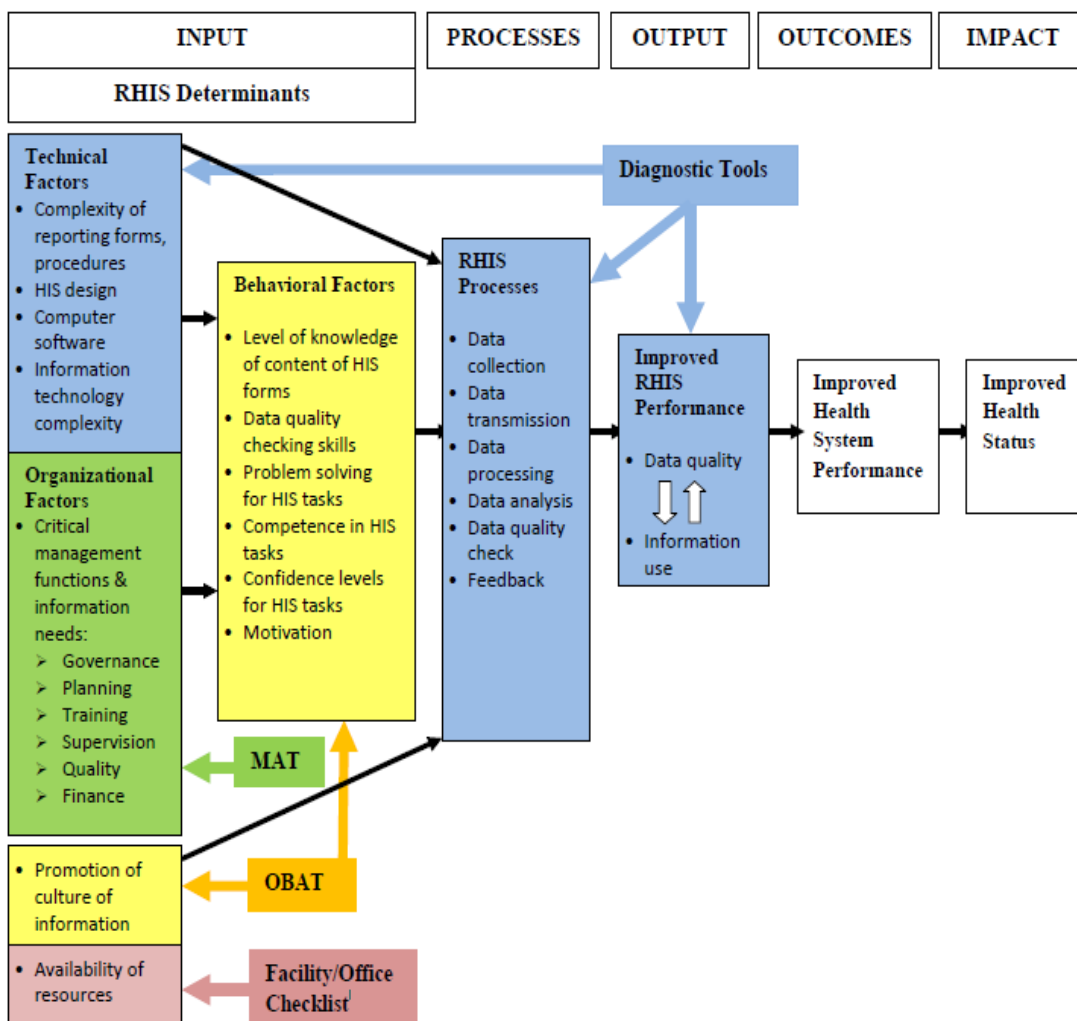 INPUT
PROCESSES
OUTPUT
OUTCOMES
IMPACT
RHIS Determinants
Technical
Factors
• Complexity of
reporting forms,
procedures
• HIS design
• Computer
software
• Information
technology
complexity
Organizational
Factors
• Critical
management
functions &
information
needs:
➢ Governance
➢ Planning
➢ Training
➢ Supervision
➢ Quality
➢ Finance
• Promotion of
culture of
information
• Availability of
resources
Behavioral Factors
• Level of knowledge
of content of HIS
forms
• Data quality
checking skills
• Problem solving
for HIS tasks
• Competence in HIS
tasks
• Confidence levels
for HIS tasks
• Motivation
MAT
OBAT
Facility/Office
Checklist
Diagnostic Tools
RHIS
Processes
• Data
collection
• Data
transmission
• Data
processing
• Data analysis
• Data quality
check
• Feedback
Improved
RHIS
Performance
• Data quality
• Information
use
Improved
Health
System
Performance
Improved
Health
Status